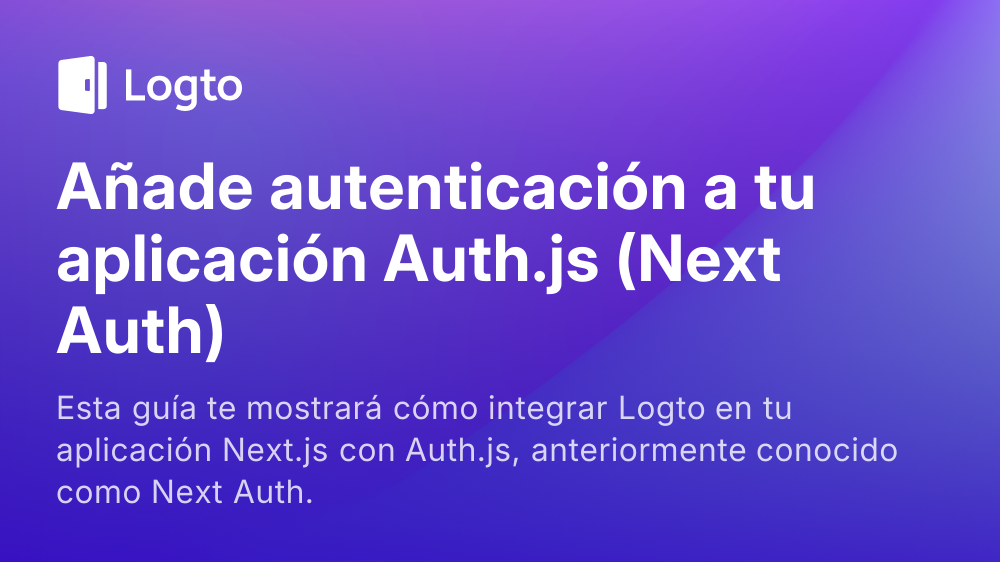 Logto
Añade autenticación a tu
aplicación Auth.js (Next
Auth)
Esta guía te mostrará cómo integrar Logto en tu
aplicación Next.js con Auth.js, anteriormente conocido
como Next Auth.